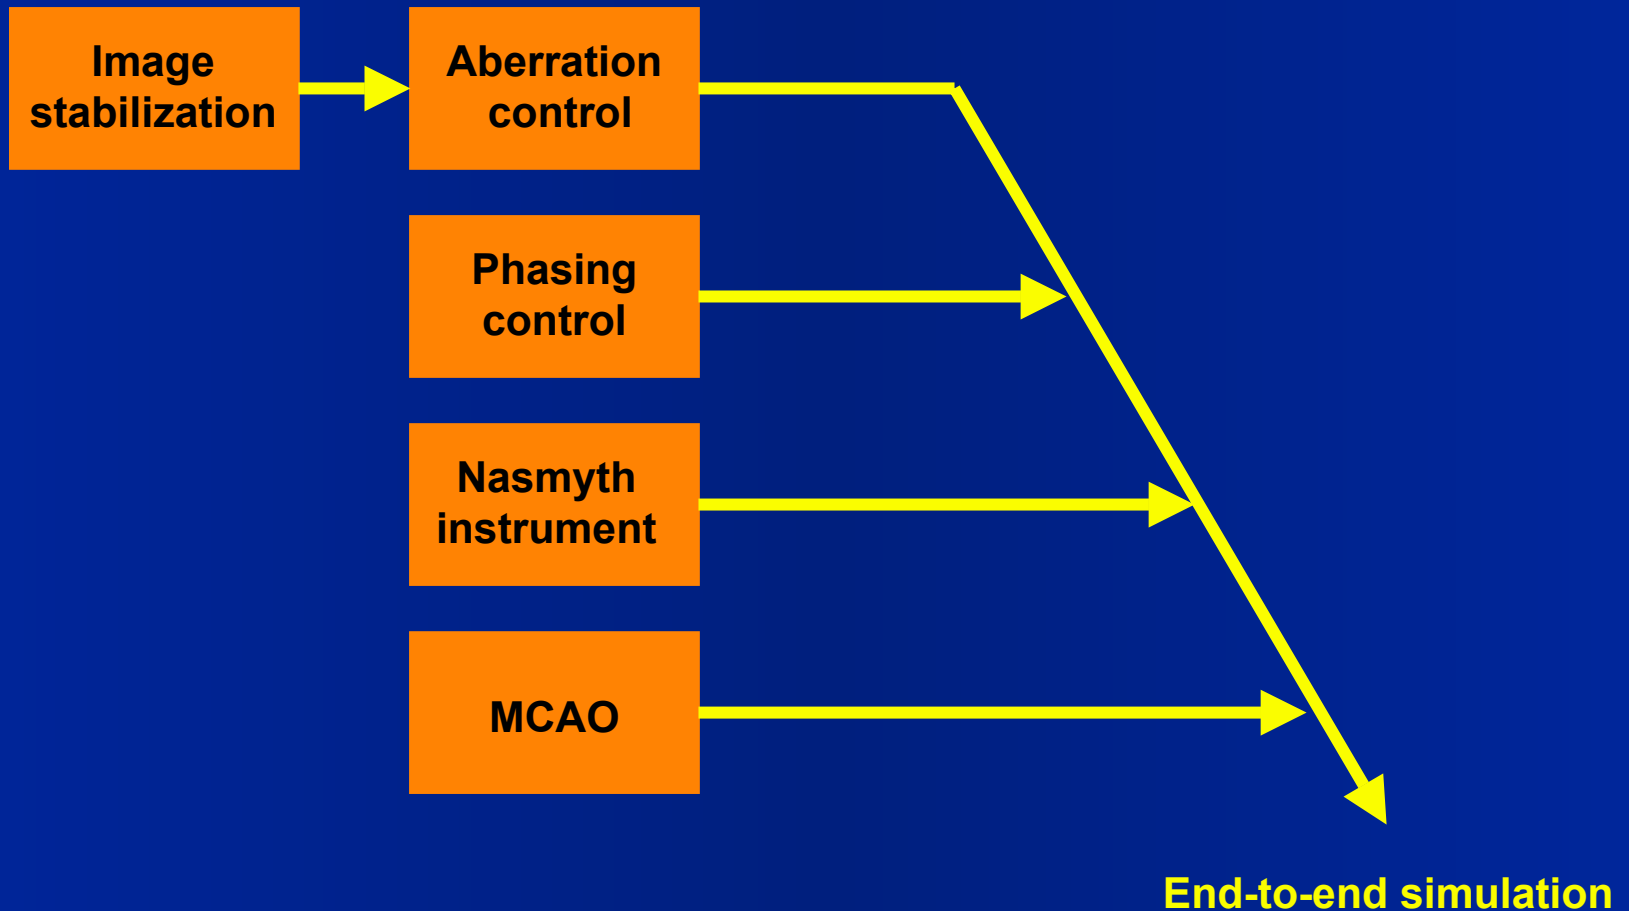 Image
stabilization
Aberration
control
Phasing
control
Nasmyth
instrument
MCAO
End-to-end simulation